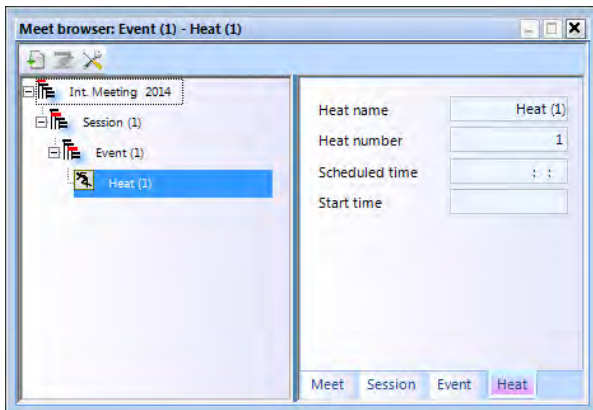 Meet browser: Event (1) - Heat (1)
Int. Meeting 2014
Session (1)
Event (1)
Heat (1)
Heat name Heat (1)
Heat number 1
Scheduled time : :
Start time
Meet Session Event Heat